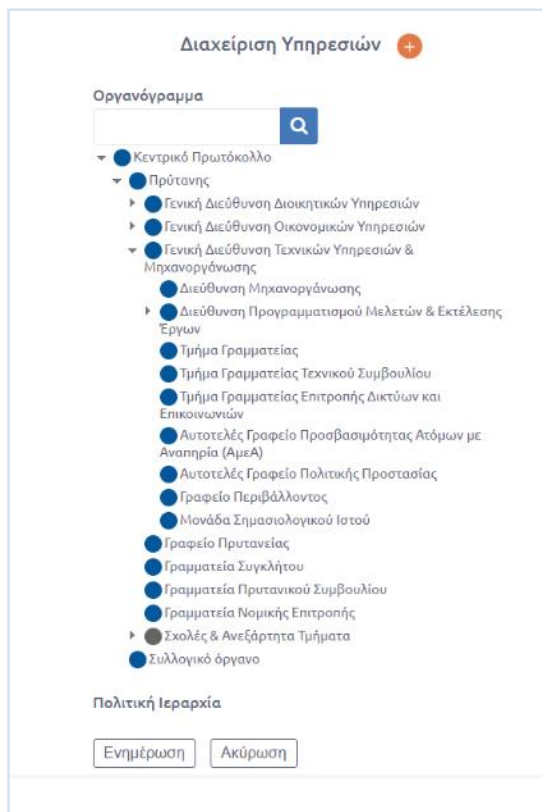 Διαχείριση Υπηρεσιών
Οργανόγραμμα
Κεντρικό Πρωτόκολλο
Πρύτανης
Γενική Διεύθυνση Διοικητικών Υπηρεσιών
Γενική Διεύθυνση Οικονομικών Υπηρεσιών
Γενική Διεύθυνση Τεχνικών Υπηρεσιών &
Μηχανοργάνωσης
Διεύθυνση Μηχανοργάνωσης
Διεύθυνση Προγραμματισμού Μελετών & Εκτέλεσης
Έργων
Τμήμα Γραμματείας
Τμήμα Γραμματείας Τεχνικού Συμβουλίου
Τμήμα Γραμματείας Επιτροπής Δικτύων και
Επικοινωνιών
Αυτοτελές Γραφείο Προσβασιμότητας Ατόμων με
Αναπηρία (ΑμεΑ)
Αυτοτελές Γραφείο Πολιτικής Προστασίας
Γραφείο Περιβάλλοντος
Μονάδα Σημασιολογικού Ιστού
Γραφείο Πρυτανείας
Γραμματεία Συγκλήτου
Γραμματεία Πρυτανικού Συμβουλίου
Γραμματεία Νομικής Επιτροπής
Σχολές & Ανεξάρτητα Τμήματα
Συλλογικό όργανο
Πολιτική Ιεραρχία
Ενημέρωση Ακύρωση